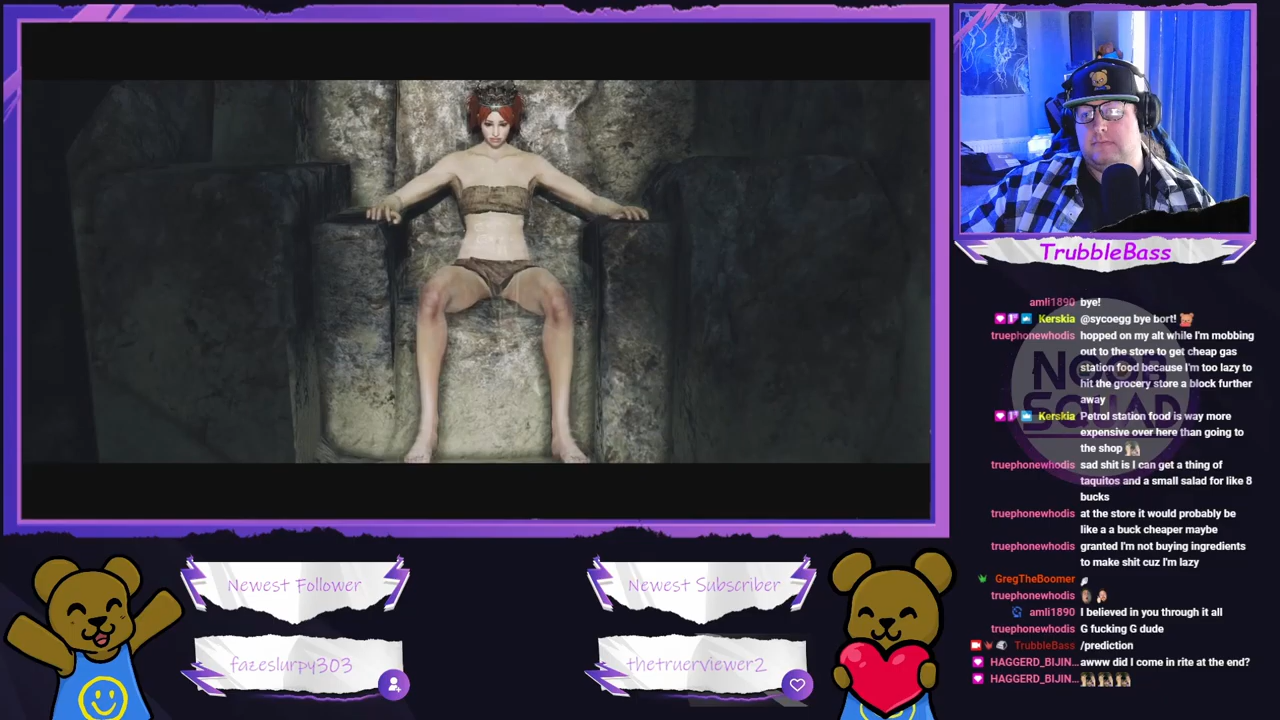 TrubbleBass
amli1890 bye!
Kerskia @sycoegg bye bort!
truephonewhodis hopped on my alt while I'm mobbing
out to the store to get cheap gas
station food because I'm too lazy to
hit the grocery store a block further
away
Kerskia Petrol station food is way more
expensive over here than going to
the shop
truephonewhodis sad shit is I can get a thing of
taquitos and a small salad for like 8
bucks
truephonewhodis at the store it would probably be
like a a buck cheaper maybe
truephonewhodis granted I'm not buying ingredients
to make shit cuz I'm lazy
GregTheBoomer
truephonewhodis
amli1890 I believed in you through it all
truephonewhodis G fucking G dude
TrubbleBass /prediction
HAGGERD_BIJIN... awww did I come in rite at the end?
HAGGERD_BIJIN...
NOOB
SQUAD
Newest Follower
fazeslurpy303
Newest Subscriber
thetruerviewer2